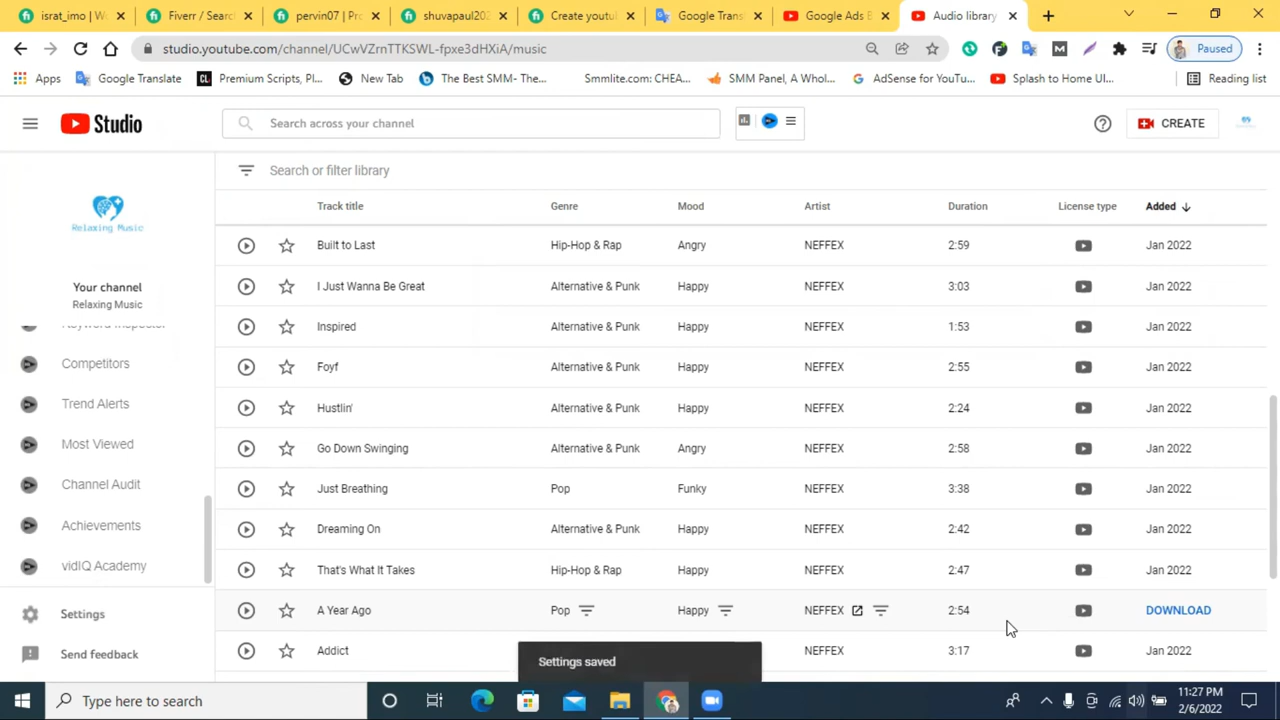 israt_imo | Wo
Fiverr / Searc
pervin07 | Pro
shuvapaul202
Create youtu
Google Trans
Google Ads B
Audio library
studio.youtube.com/channel/UCwVZrnTTKSWL-fpxe3dHXiA/music
Paused
Apps
Google Translate
Premium Scripts, Pl...
New Tab
The Best SMM- The...
Smmlite.com: CHEA...
SMM Panel, A Whol...
AdSense for YouTu...
Splash to Home UI...
Reading list
Studio
Search across your channel
CREATE
Search or filter library
Track title Genre Mood Artist Duration License type Added
Built to Last Hip-Hop & Rap Angry NEFFEX 2:59 Jan 2022
I Just Wanna Be Great Alternative & Punk Happy NEFFEX 3:03 Jan 2022
Inspired Alternative & Punk Happy NEFFEX 1:53 Jan 2022
Foyf Alternative & Punk Happy NEFFEX 2:55 Jan 2022
Hustlin' Alternative & Punk Happy NEFFEX 2:24 Jan 2022
Go Down Swinging Alternative & Punk Angry NEFFEX 2:58 Jan 2022
Just Breathing Pop Funky NEFFEX 3:38 Jan 2022
Dreaming On Alternative & Punk Happy NEFFEX 2:42 Jan 2022
That's What It Takes Hip-Hop & Rap Happy NEFFEX 2:47 Jan 2022
A Year Ago Pop Happy NEFFEX 2:54 DOWNLOAD
Addict NEFFEX 3:17 Jan 2022
Relaxing Music
Your channel
Relaxing Music
Keyword Inspector
Competitors
Trend Alerts
Most Viewed
Channel Audit
Achievements
vidIQ Academy
Settings
Send feedback
Settings saved
Type here to search
11:27 PM
2/6/2022